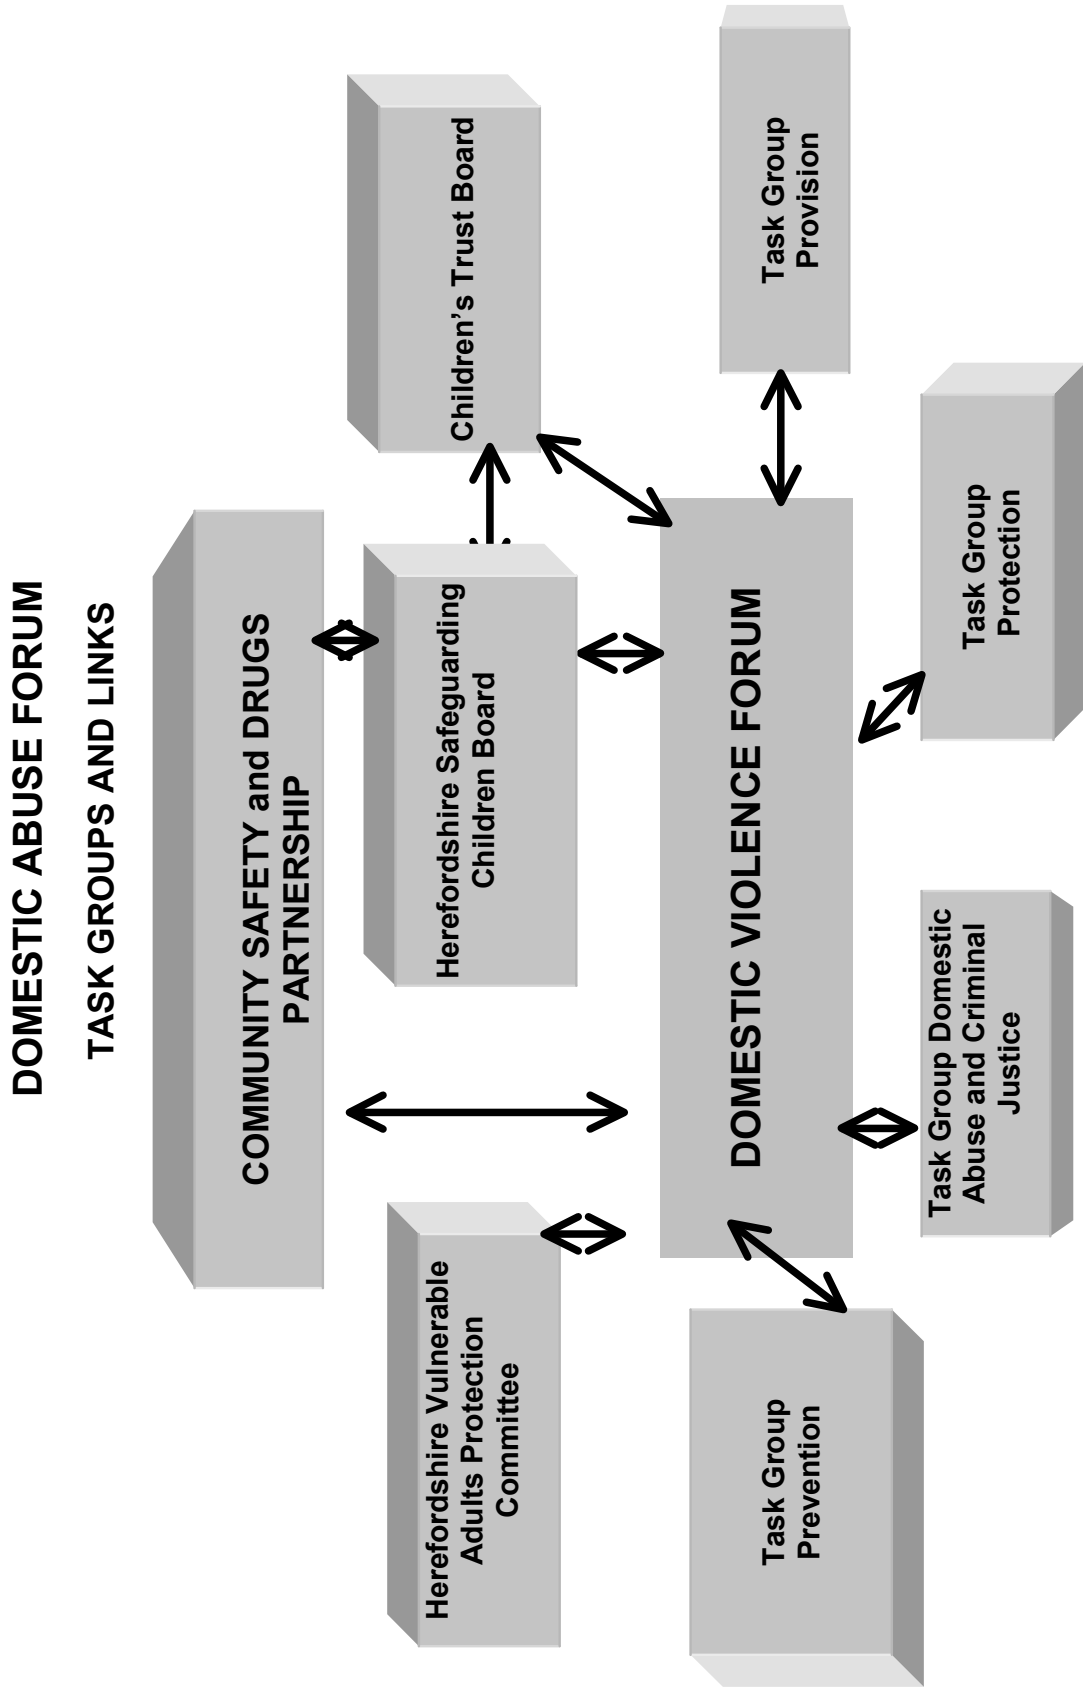 DOMESTIC ABUSE FORUM
TASK GROUPS AND LINKS
COMMUNITY SAFETY and DRUGS
PARTNERSHIP
Herefordshire Vulnerable
Adults Protection
Committee
Herefordshire Safeguarding
Children Board
Children’s Trust Board
DOMESTIC VIOLENCE FORUM
Task Group
Prevention
Task Group Domestic
Abuse and Criminal
Justice
Task Group
Protection
Task Group
Provision